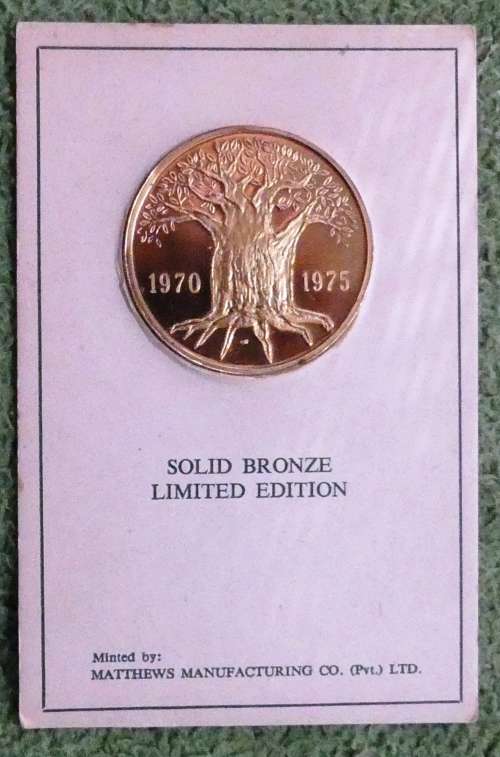 1970 1975
SOLID BRONZE
LIMITED EDITION
Minted by:
MATTHEWS MANUFACTURING CO. (Pvt.) LTD.